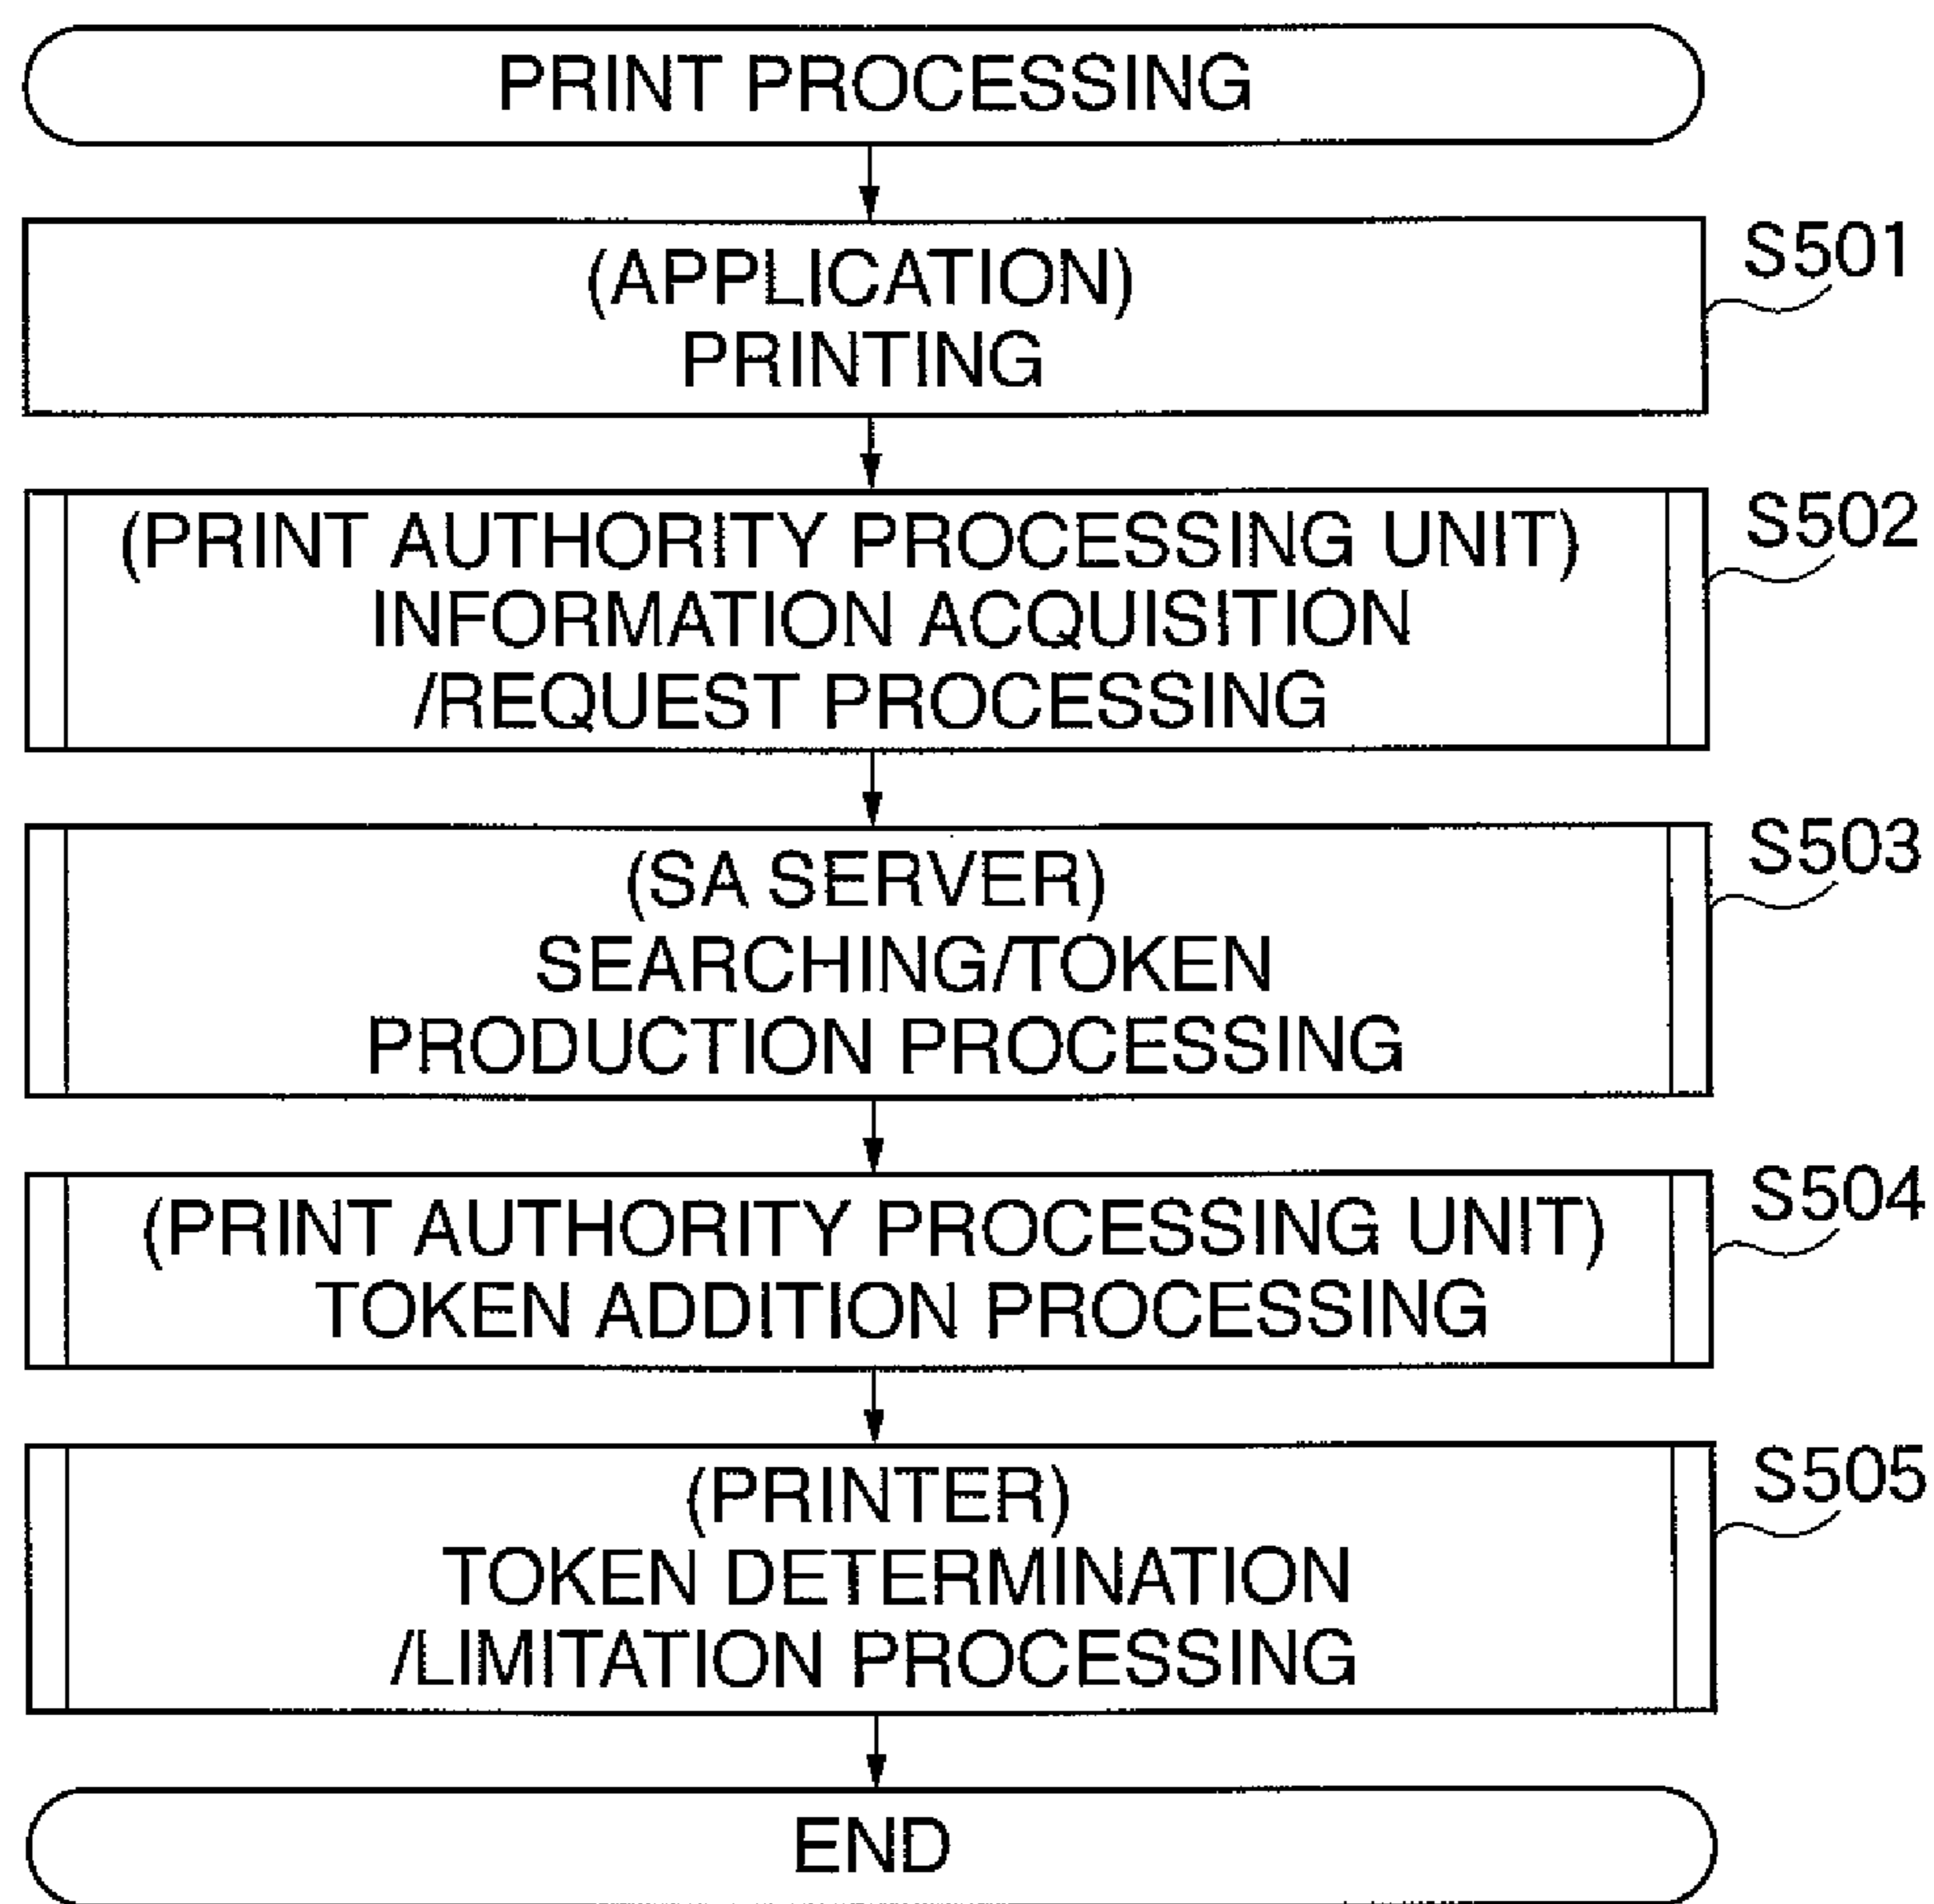 PRINT PROCESSING
(APPLICATION)
PRINTING
S501
(PRINT AUTHORITY PROCESSING UNIT)
INFORMATION ACQUISITION
/REQUEST PROCESSING
S502
(SA SERVER)
SEARCHING/TOKEN
PRODUCTION PROCESSING
S503
(PRINT AUTHORITY PROCESSING UNIT)
TOKEN ADDITION PROCESSING
S504
(PRINTER)
TOKEN DETERMINATION
/LIMITATION PROCESSING
S505
END